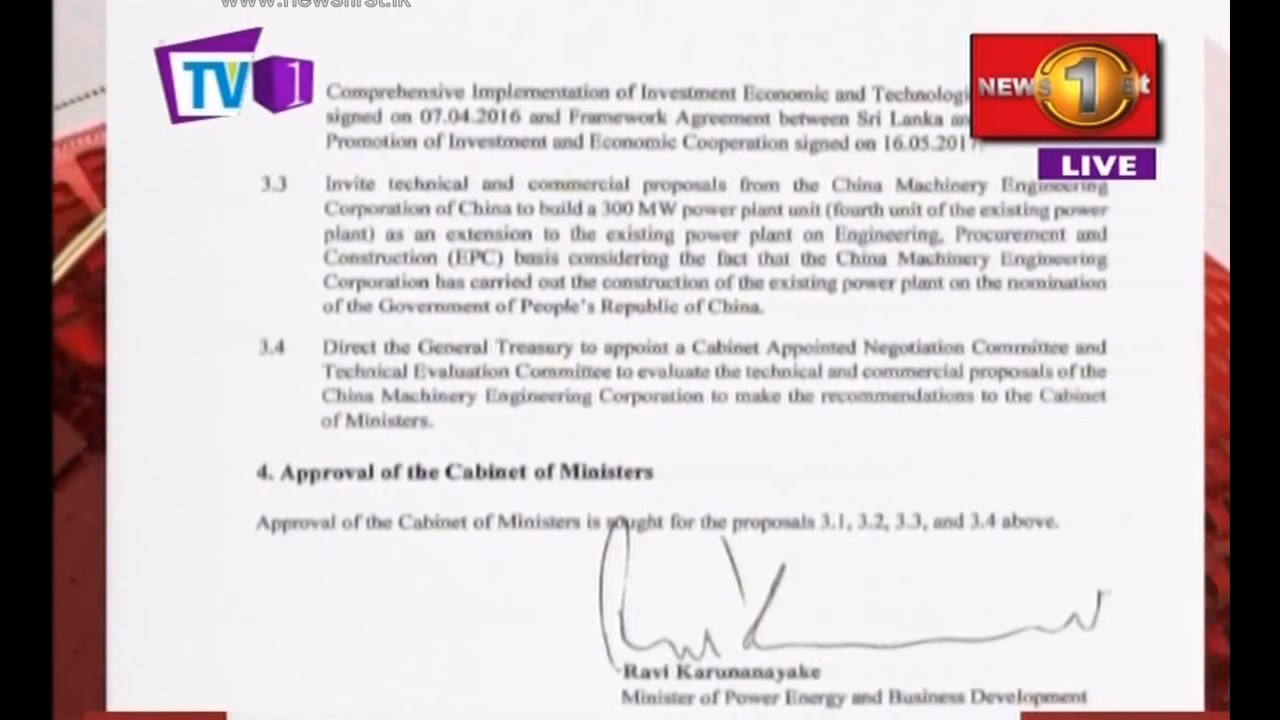 www.newsfirst.lk
TV 1
NEWS 1st
LIVE
Comprehensive Implementation of Investment Economic and Technologi
signed on 07.04.2016 and Framework Agreement between Sri Lanka an
Promotion of Investment and Economic Cooperation signed on 16.05.2017.
3.3 Invite technical and commercial proposals from the China Machinery Engineering
Corporation of China to build a 300 MW power plant unit (fourth unit of the existing power
plant) as an extension to the existing power plant on Engineering, Procurement and
Construction (EPC) basis considering the fact that the China Machinery Engineering
Corporation has carried out the construction of the existing power plant on the nomination
of the Government of People's Republic of China.
3.4 Direct the General Treasury to appoint a Cabinet Appointed Negotiation Committee and
Technical Evaluation Committee to evaluate the technical and commercial proposals of the
China Machinery Engineering Corporation to make the recommendations to the Cabinet
of Ministers.
4. Approval of the Cabinet of Ministers
Approval of the Cabinet of Ministers is sought for the proposals 3.1, 3.2, 3.3, and 3.4 above.
Ravi Karunanayake
Minister of Power Energy and Business Development